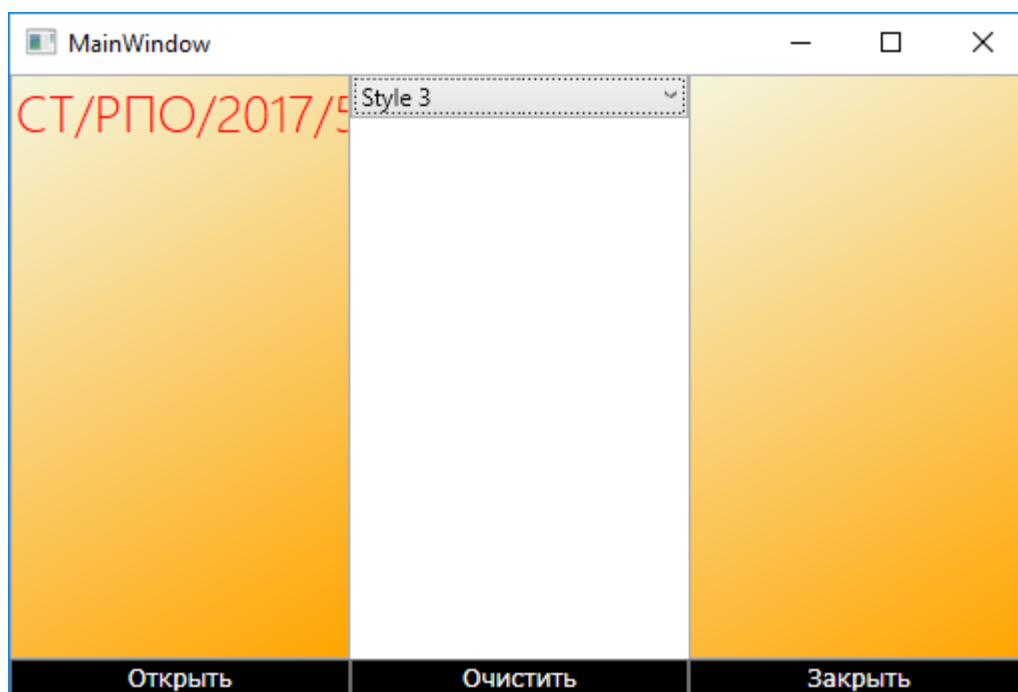 MainWindow
СТ/РПО/2017/5
Style 3
Открыть
Очистить
Закрыть